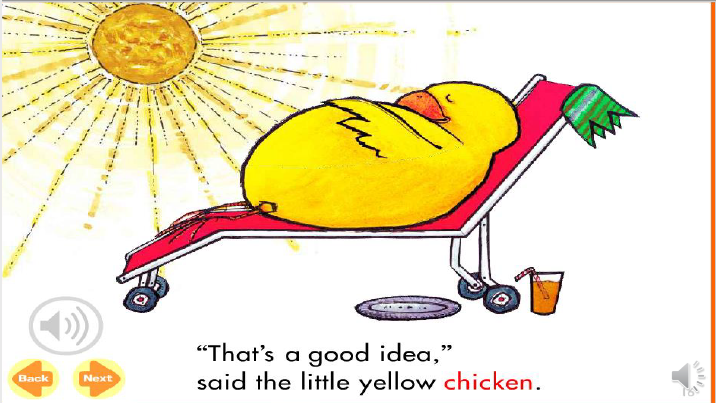 “That’s a good idea,”
said the little yellow chicken.
Back
Next